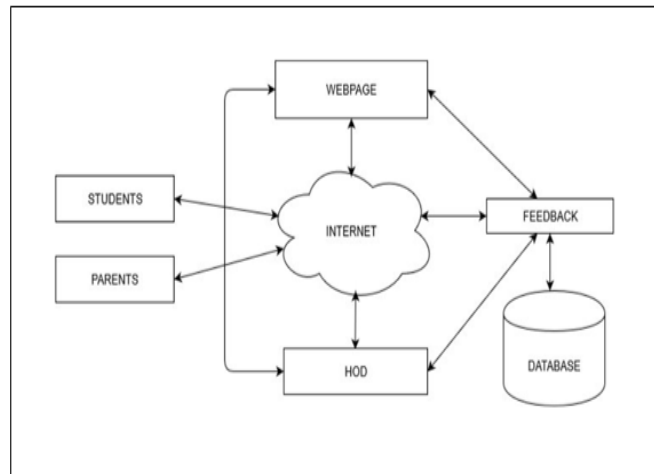 WEBPAGE
STUDENTS
INTERNET
FEEDBACK
PARENTS
HOD
DATABASE